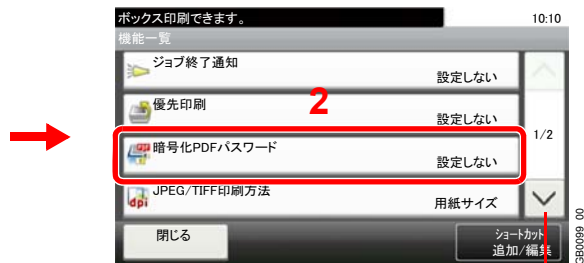 ボックス印刷できます。 10:10
機能一覧
ジョブ終了通知
設定しない
優先印刷
設定しない
2
1/2
暗号化PDFパスワード
設定しない
JPEG/TIFF印刷方法
用紙サイズ
閉じる
ショートカット
追加/編集
GB0099 00